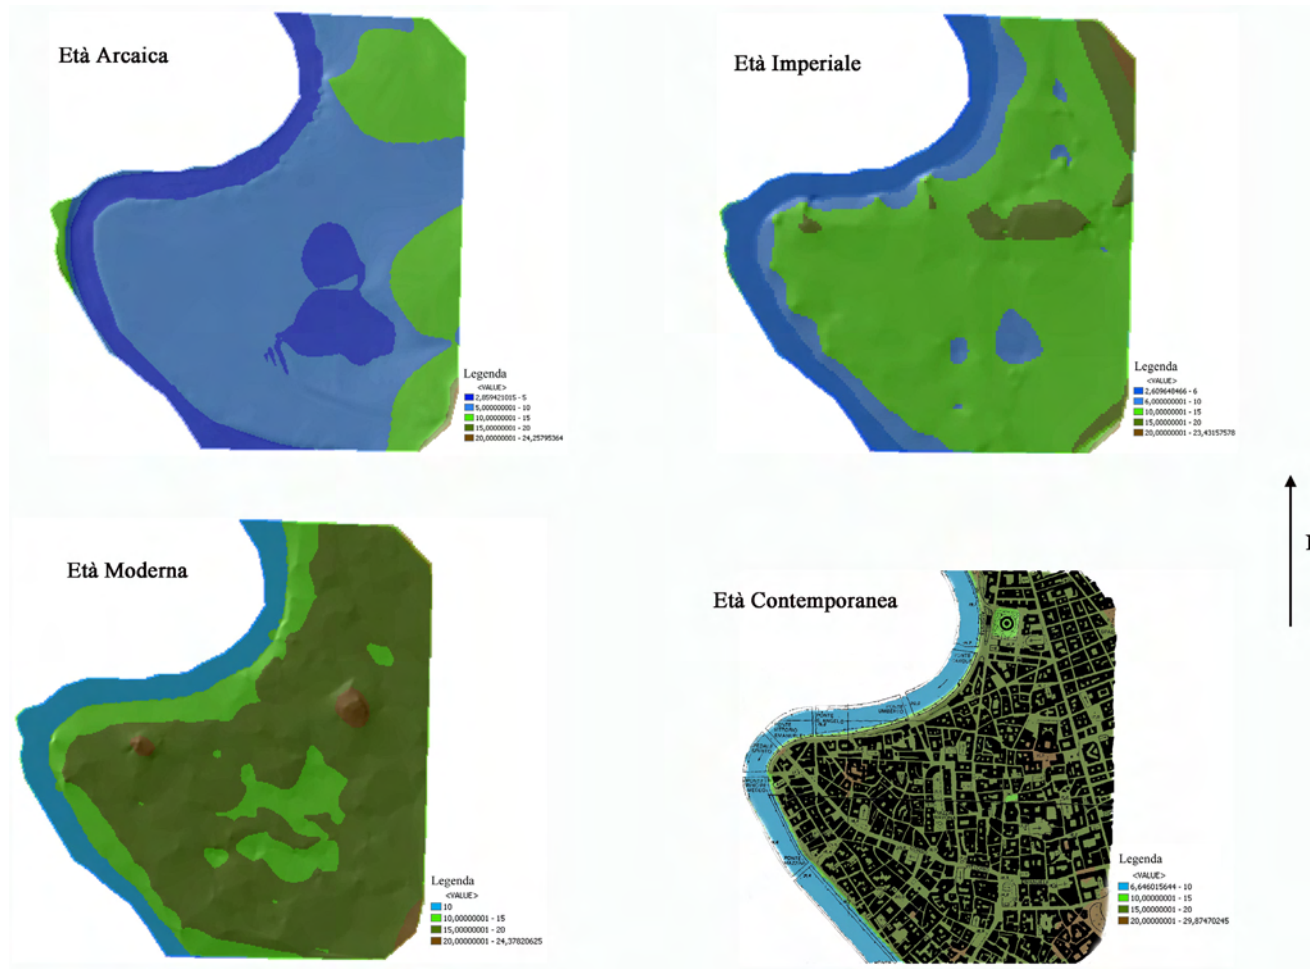 Età Arcaica
Legenda
<VALUE>
2,859421015 - 5
5,00000001 - 10
10,00000001 - 15
15,00000001 - 20
20,00000001 - 24,25795364
Età Imperiale
Legenda
<VALUE>
2,609648466 - 6
6,000000001 - 10
10,00000001 - 15
15,00000001 - 20
20,00000001 - 23,43157578
Età Moderna
Legenda
<VALUE>
10
10,00000001 - 15
15,00000001 - 20
20,00000001 - 24,37820625
Età Contemporanea
PONTE
Legenda
<VALUE>
6,646015644 - 10
10,00000001 - 15
15,00000001 - 20
20,00000001 - 29,87470245